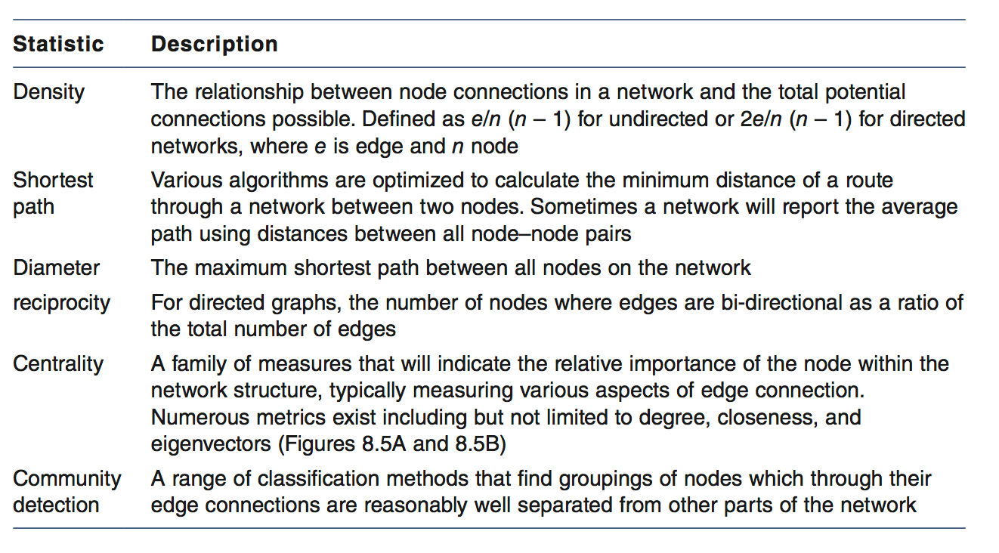 Statistic Description
Density The relationship between node connections in a network and the total potential
connections possible. Defined as e/n (n – 1) for undirected or 2e/n (n – 1) for directed
networks, where e is edge and n node
Shortest Various algorithms are optimized to calculate the minimum distance of a route
path through a network between two nodes. Sometimes a network will report the average
path using distances between all node–node pairs
Diameter The maximum shortest path between all nodes on the network
reciprocity For directed graphs, the number of nodes where edges are bi-directional as a ratio of
the total number of edges
Centrality A family of measures that will indicate the relative importance of the node within the
network structure, typically measuring various aspects of edge connection.
Numerous metrics exist including but not limited to degree, closeness, and
eigenvectors (Figures 8.5A and 8.5B)
Community A range of classification methods that find groupings of nodes which through their
detection edge connections are reasonably well separated from other parts of the network